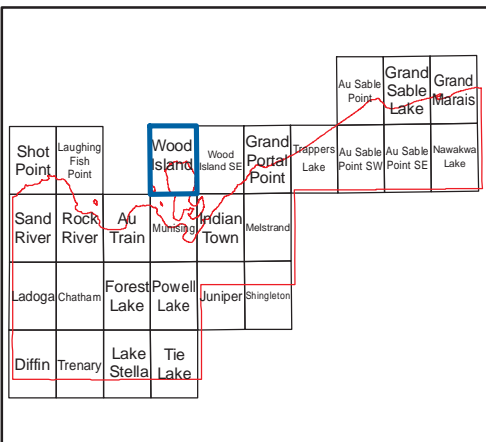 Au Sable
Point
Grand
Sable
Lake
Grand
Marais
Shot
Point
Laughing
Fish
Point
Wood
Island
Wood
Island SE
Grand
Portal
Point
Trappers
Lake
Au Sable
Point SW
Au Sable
Point SE
Nawakwa
Lake
Sand
River
Rock
River
Au
Train
Munising
Indian
Town
Melstrand
Ladoga
Chatham
Forest
Lake
Powell
Lake
Juniper
Shingleton
Diffin
Trenary
Lake
Stella
Tie
Lake